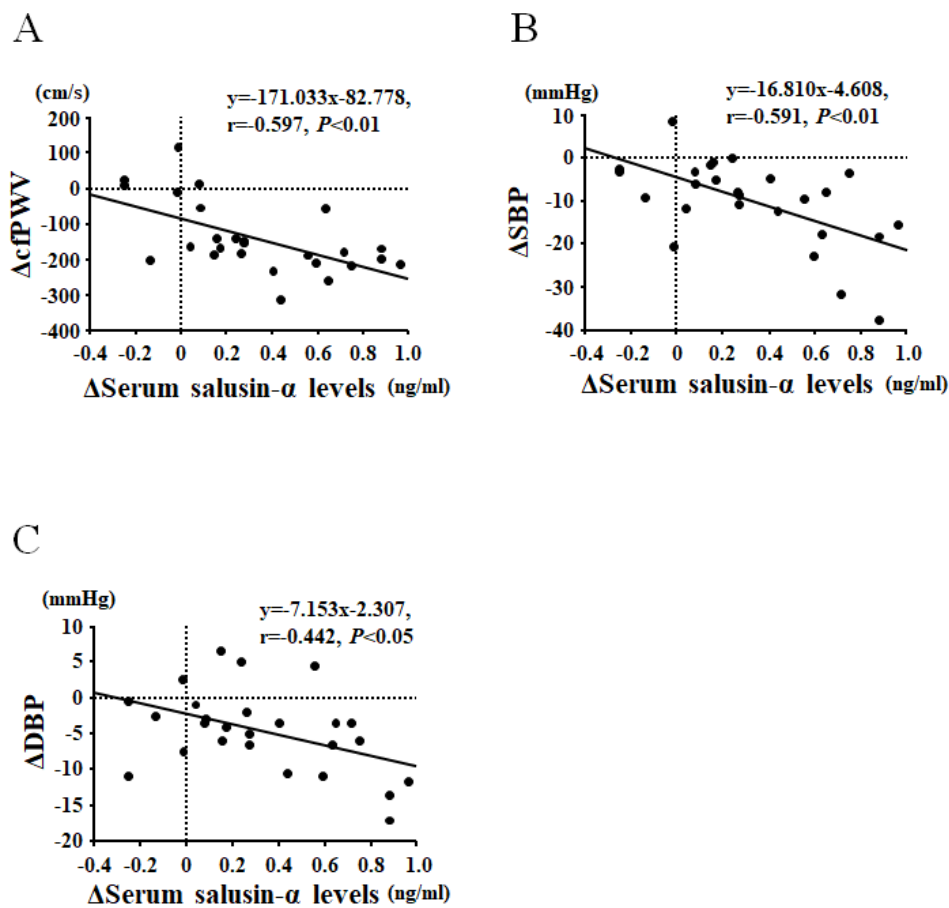 A
(cm/s)
y=-171.033x-82.778,
r=-0.597, P<0.01
200
100
0
-100
-200
-300
-400
ΔcfPWV
-0.4 -0.2 0 0.2 0.4 0.6 0.8 1.0
ΔSerum salusin-α levels (ng/ml)
B
(mmHg)
y=-16.810x-4.608,
r=-0.591, P<0.01
10
0
-10
-20
-30
-40
ΔSBP
-0.4 -0.2 0 0.2 0.4 0.6 0.8 1.0
ΔSerum salusin-α levels (ng/ml)
C
(mmHg)
y=-7.153x-2.307,
r=-0.442, P<0.05
10
5
0
-5
-10
-15
-20
ΔDBP
-0.4 -0.2 0 0.2 0.4 0.6 0.8 1.0
ΔSerum salusin-α levels (ng/ml)